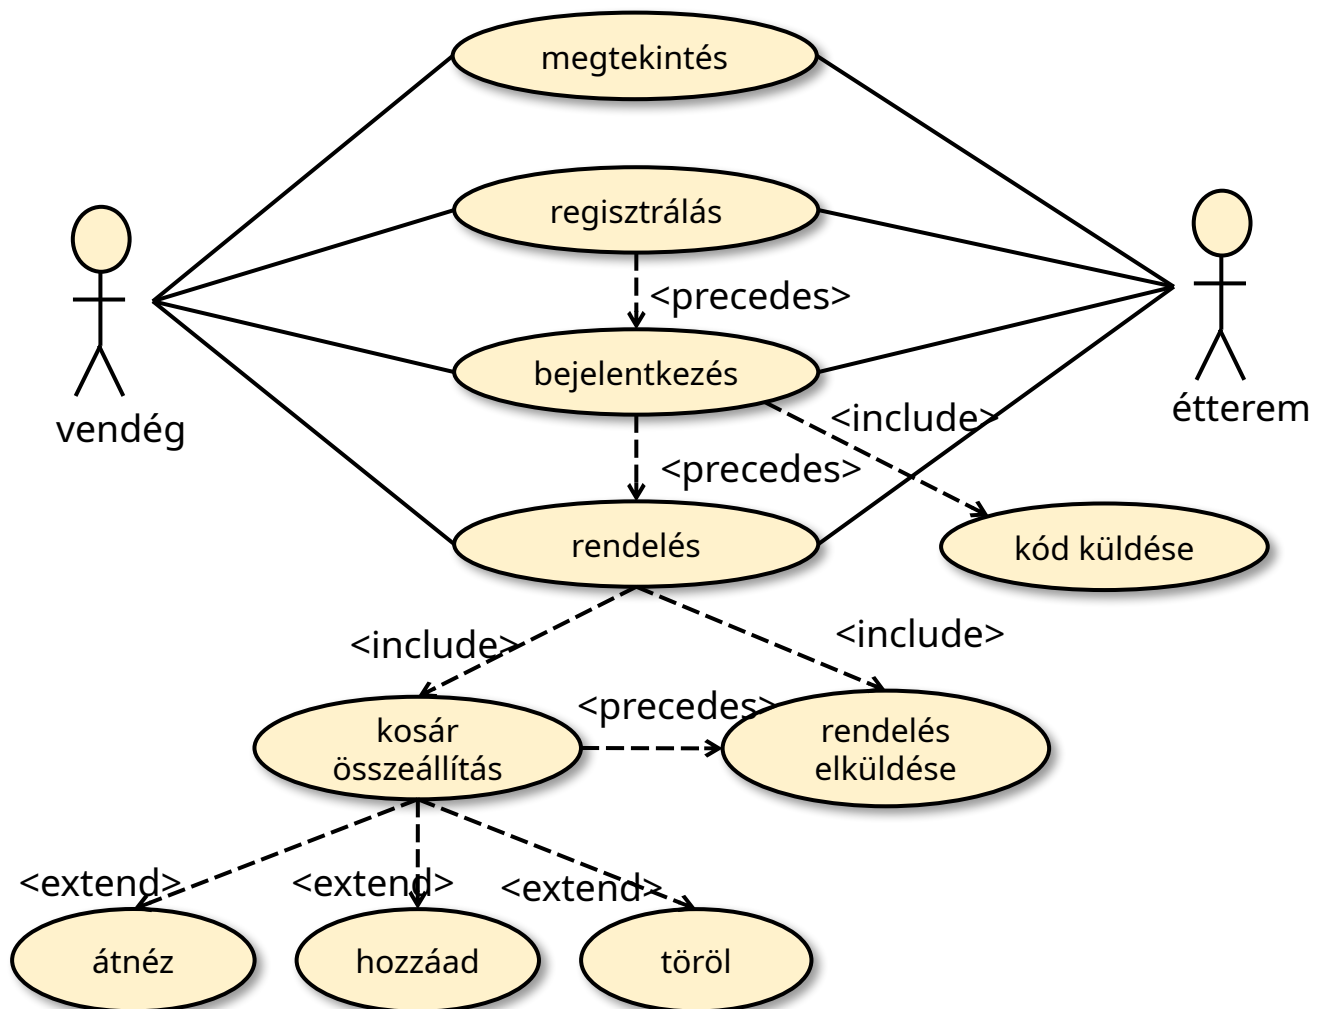 megtekintés
regisztrálás
<precedes>
bejelentkezés
vendég
étterem
<include>
<precedes>
rendelés
kód küldése
<include>
<include>
<precedes>
kosár
összeállítás
rendelés
elküldése
<extend>
<extend>
<extend>
átnéz
hozzáad
töröl